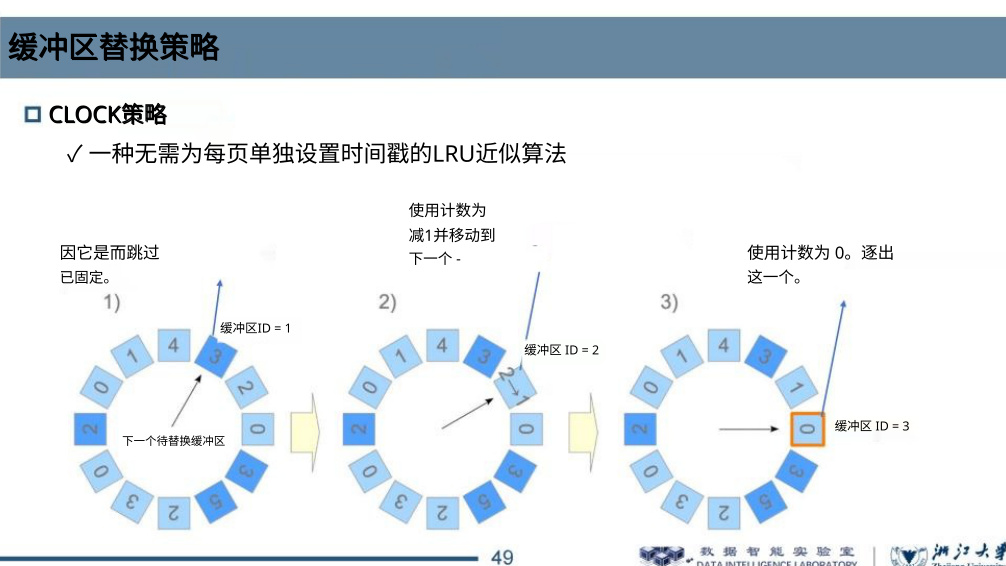 缓冲区替换策略
CLOCK策略
✓ 一种无需为每页单独设置时间戳的LRU近似算法
使用计数为
减1并移动到
下一个 -
因它是而跳过
已固定。
使用计数为 0。逐出
这一个。
1)
2)
3)
缓冲区ID = 1
缓冲区 ID = 2
缓冲区 ID = 3
下一个待替换缓冲区
4
3
2
0
3
5
2
3
0
2
0
1
4
3
2→1
0
3
5
2
3
0
2
0
1
4
3
1
0
3
5
2
3
0
2
0
1
49
数据智能实验室
DATA INTELLIGENCE LABORATORY
浙江大学
Zhejiang University